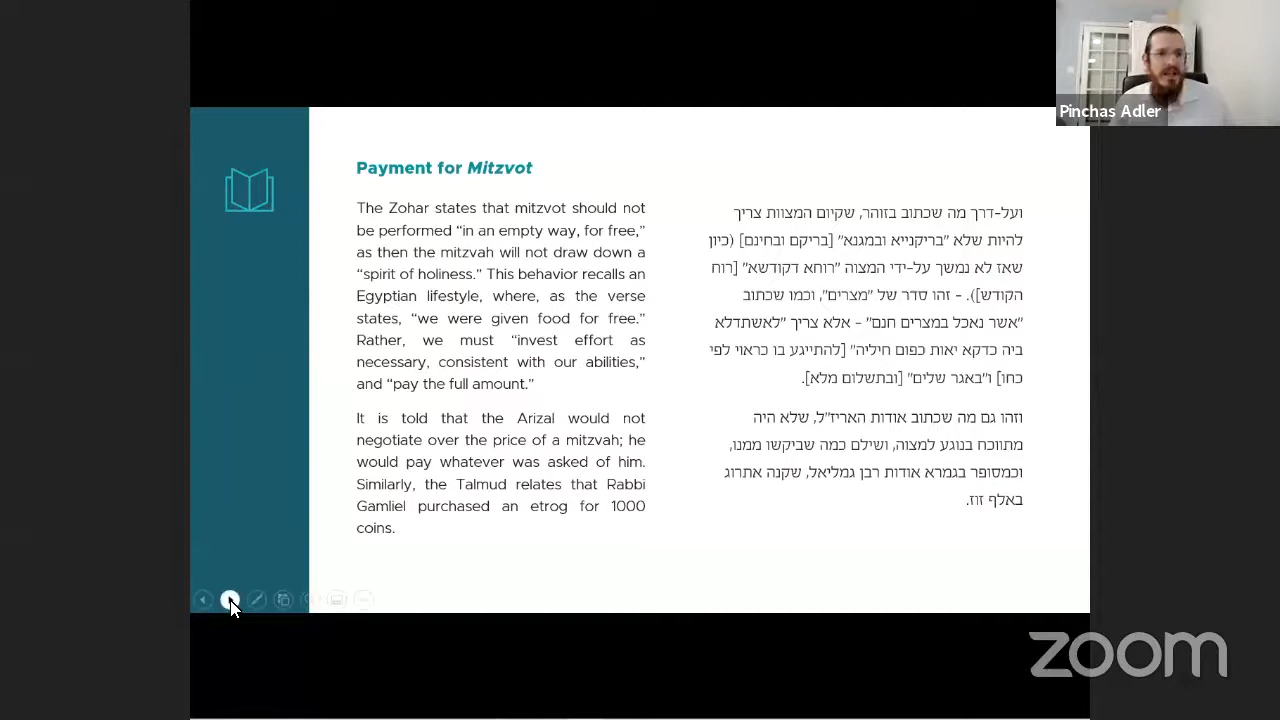 Pinchas Adler
Payment for Mitzvot
The Zohar states that mitzvot should not
be performed “in an empty way, for free,”
as then the mitzvah will not draw down a
“spirit of holiness.” This behavior recalls an
Egyptian lifestyle, where, as the verse
states, “we were given food for free.”
Rather, we must “invest effort as
necessary, consistent with our abilities,”
and “pay the full amount.”
It is told that the Arizal would not
negotiate over the price of a mitzvah; he
would pay whatever was asked of him.
Similarly, the Talmud relates that Rabbi
Gamliel purchased an etrog for 1000
coins.
ועל-דרך מה שכתוב בזוהר, שקיום המצוות צריך
להיות שלא "בריקנייא ובמגנא" [בריקם ובחינם] (כיון
שאז לא נמשך על-ידי המצוה "רוחא דקודשא" [רוח
הקודש]). - זהו סדר של "מצרים", וכמו שכתוב
"אשר נאכל במצרים חנם" - אלא צריך "לאשתדלא
ביה כדקא יאות כפום חיליה" [להתייגע בו כראוי לפי
כחו] ו"באגר שלים" [ובתשלום מלא].
וזהו גם מה שכתוב אודות האריז"ל, שלא היה
מתווכח בנוגע למצוה, ושילם כמה שביקשו ממנו,
וכמסופר בגמרא אודות רבן גמליאל, שקנה אתרוג
באלף זוז.
zoom